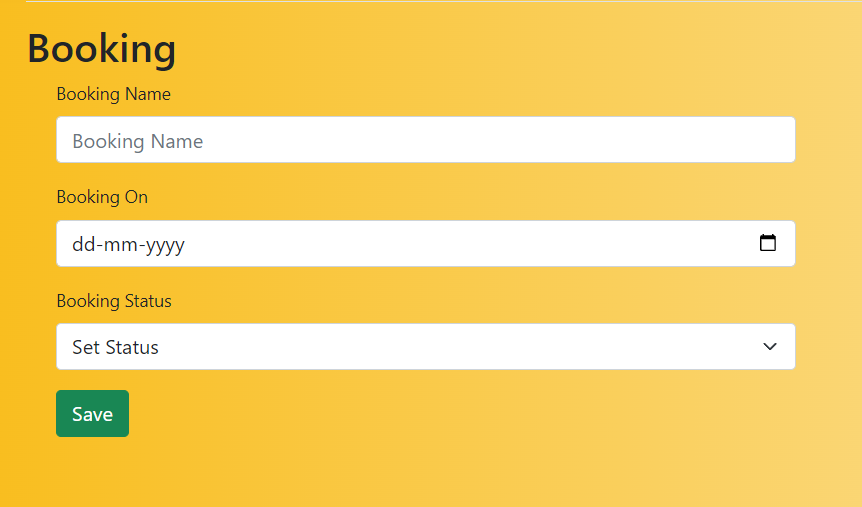 Booking
Booking Name
Booking Name
Booking On
dd-mm-yyyy
Booking Status
Set Status
Save